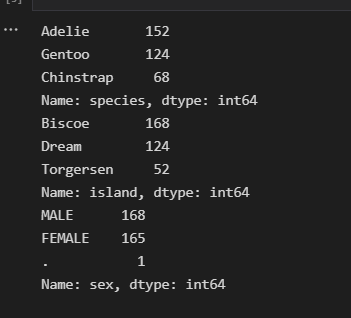 ...
Adelie       152
Gentoo       124
Chinstrap     68
Name: species, dtype: int64
Biscoe       168
Dream        124
Torgersen     52
Name: island, dtype: int64
MALE      168
FEMALE    165
.           1
Name: sex, dtype: int64